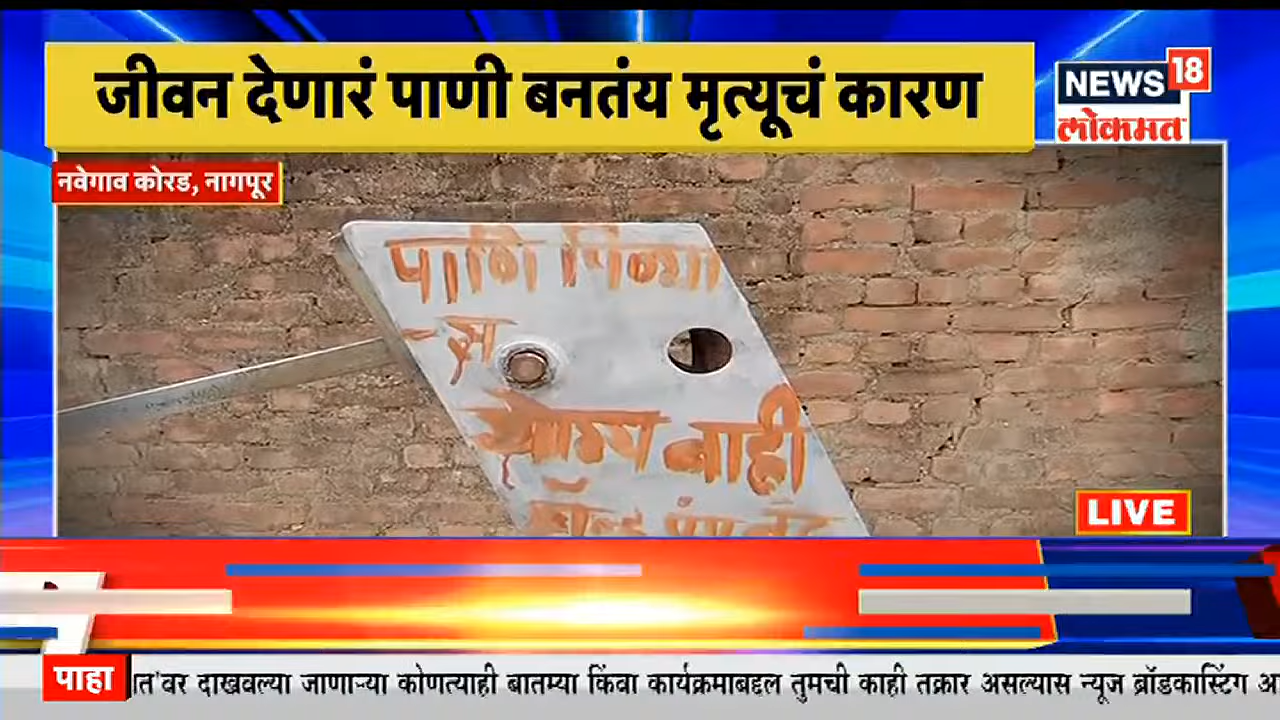 जीवन देणारं पाणी बनतंय मृत्यूचं कारण
NEWS 18
लोकमत
नवेगाव कोरड, नागपूर
पाणि पिण्या
-स
योग्य नाही
LIVE
पाहा
त'वर दाखवल्या जाणाऱ्या कोणत्याही बातम्या किंवा कार्यक्रमाबद्दल तुमची काही तक्रार असल्यास न्यूज ब्रॉडकास्टिंग